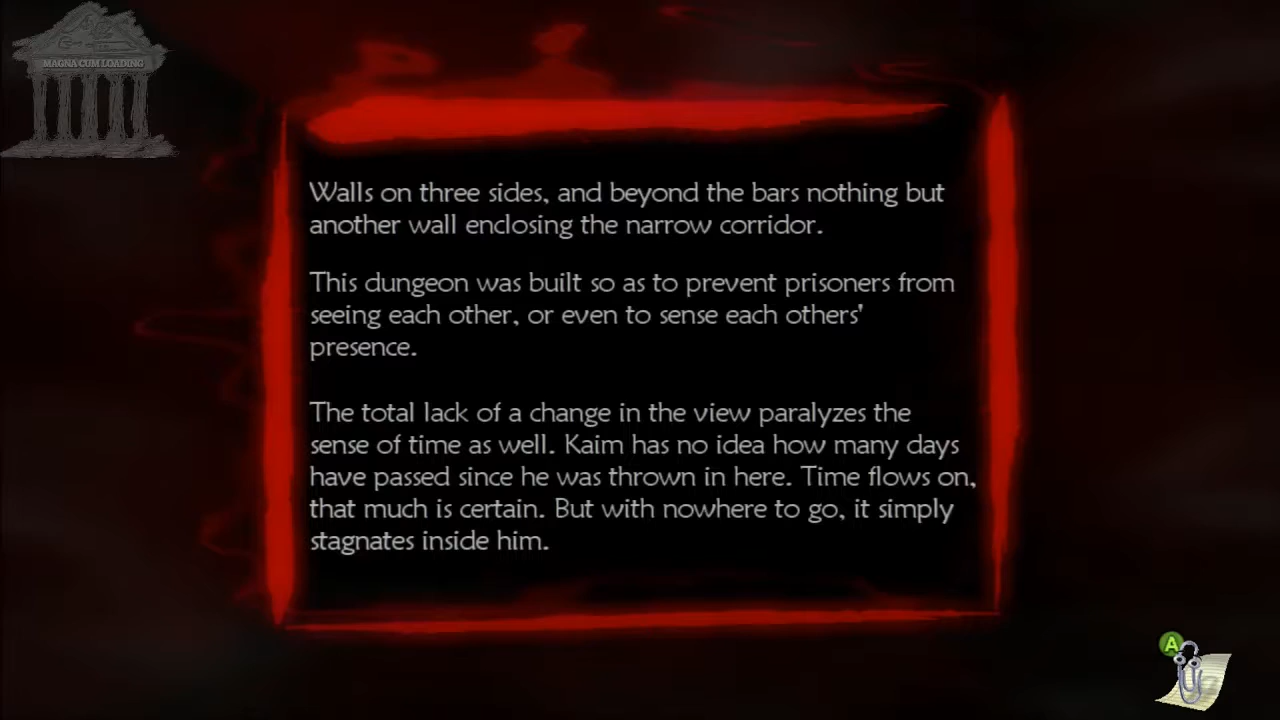 MAGNA CUM LOADING
Walls on three sides, and beyond the bars nothing but
another wall enclosing the narrow corridor.
This dungeon was built so as to prevent prisoners from
seeing each other, or even to sense each others'
presence.
The total lack of a change in the view paralyzes the
sense of time as well. Kaim has no idea how many days
have passed since he was thrown in here. Time flows on,
that much is certain. But with nowhere to go, it simply
stagnates inside him.
A